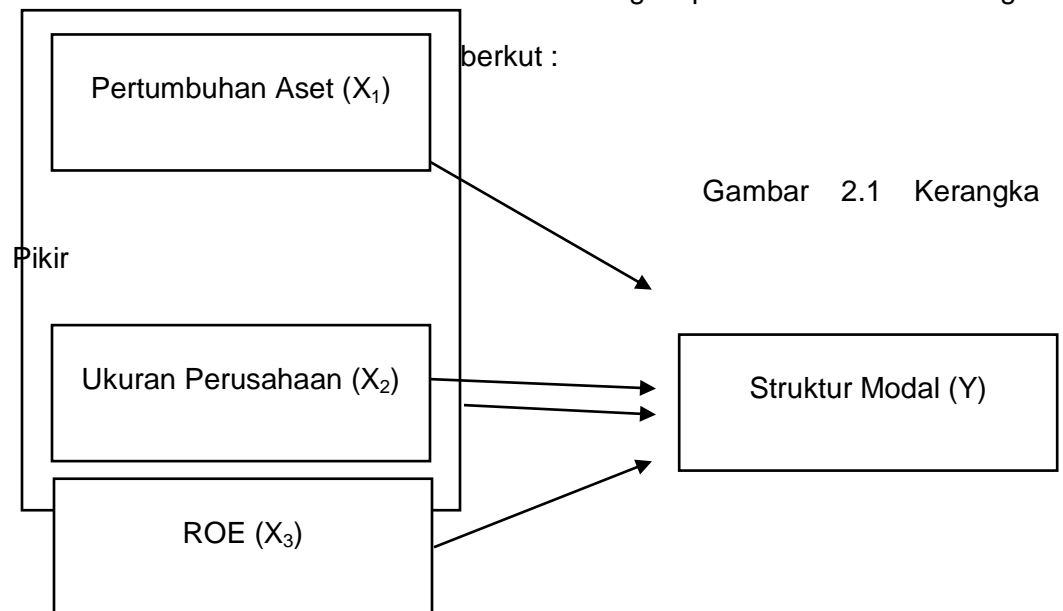 berkut :
Pertumbuhan Aset (X₁)
Gambar 2.1 Kerangka
Pikir
Ukuran Perusahaan (X₂)
Struktur Modal (Y)
ROE (X₃)